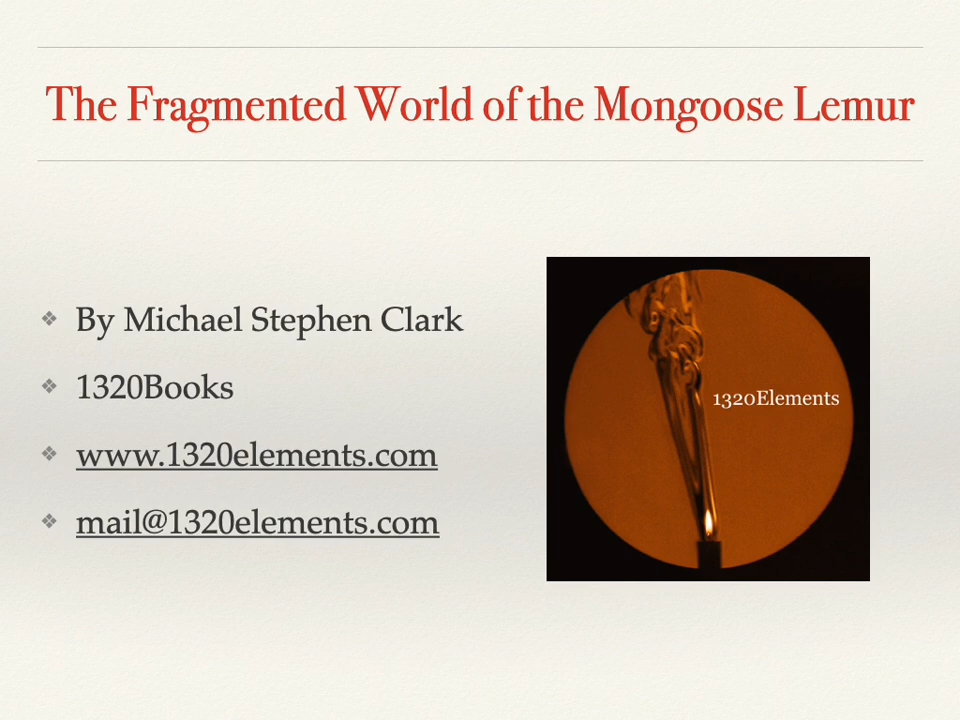 The Fragmented World of the Mongoose Lemur
By Michael Stephen Clark
1320Books
www.1320elements.com
mail@1320elements.com
1320Elements